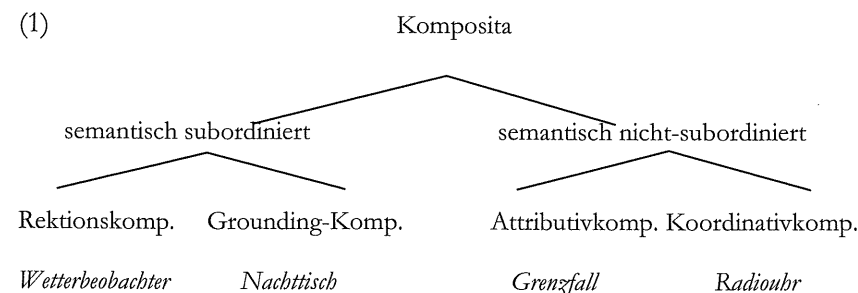 (1) Komposita
semantisch subordiniert semantisch nicht-subordiniert
Rektionskomp. Grounding-Komp. Attributivkomp. Koordinativkomp.
Wetterbeobachter Nachttisch Grenzfall Radiouhr